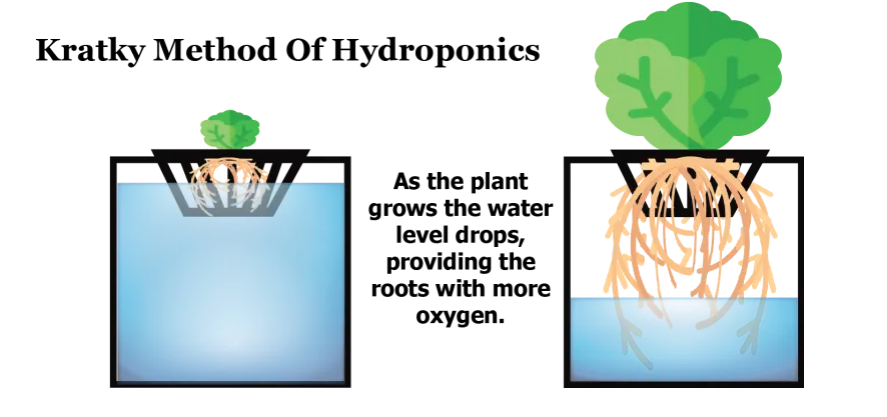 Kratky Method Of Hydroponics
As the plant
grows the water
level drops,
providing the
roots with more
oxygen.